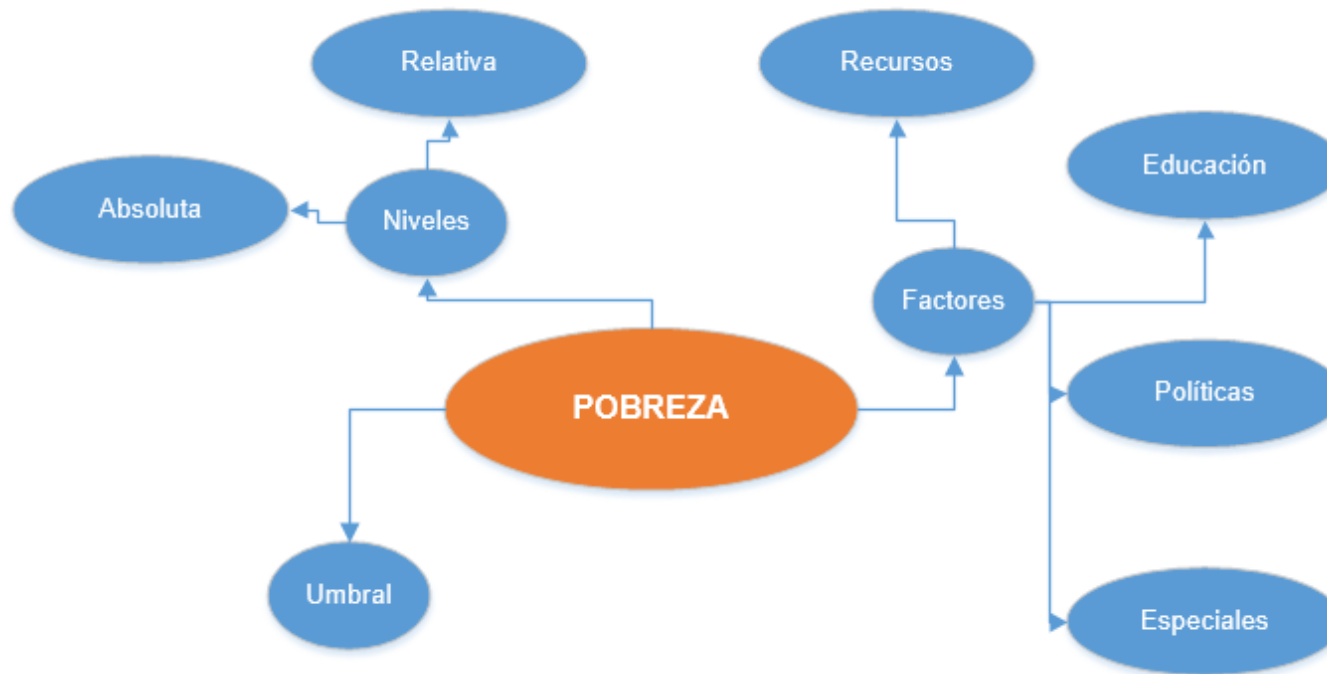 Relativa
Recursos
Educación
Absoluta
Niveles
Factores
POBREZA
Políticas
Umbral
Especiales